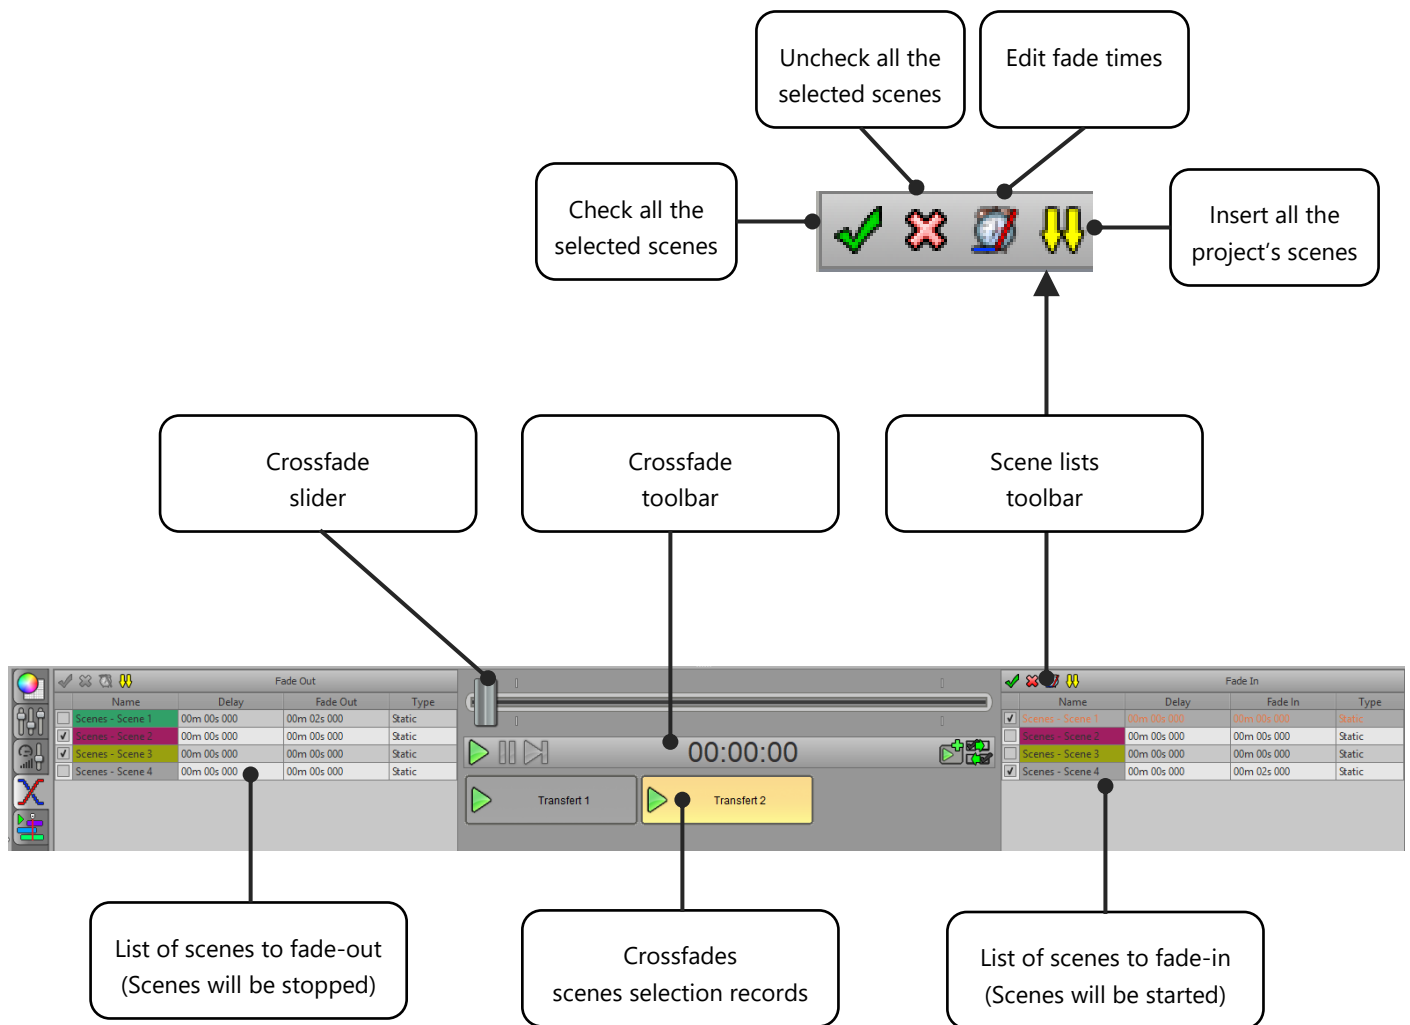 Uncheck all the
selected scenes
Edit fade times
Check all the
selected scenes
Insert all the
project's scenes
Crossfade
slider
Crossfade
toolbar
Scene lists
toolbar
Fade Out
Name Delay Fade Out Type
Scenes - Scene 1 00m 00s 000 00m 02s 000 Static
Scenes - Scene 2 00m 00s 000 00m 00s 000 Static
Scenes - Scene 3 00m 00s 000 00m 00s 000 Static
Scenes - Scene 4 00m 00s 000 00m 00s 000 Static
00:00:00
Transfert 1 Transfert 2
Fade In
Name Delay Fade In Type
Scenes - Scene 1 00m 00s 000 00m 00s 000 Static
Scenes - Scene 2 00m 00s 000 00m 00s 000 Static
Scenes - Scene 3 00m 00s 000 00m 00s 000 Static
Scenes - Scene 4 00m 00s 000 00m 02s 000 Static
List of scenes to fade-out
(Scenes will be stopped)
Crossfades
scenes selection records
List of scenes to fade-in
(Scenes will be started)